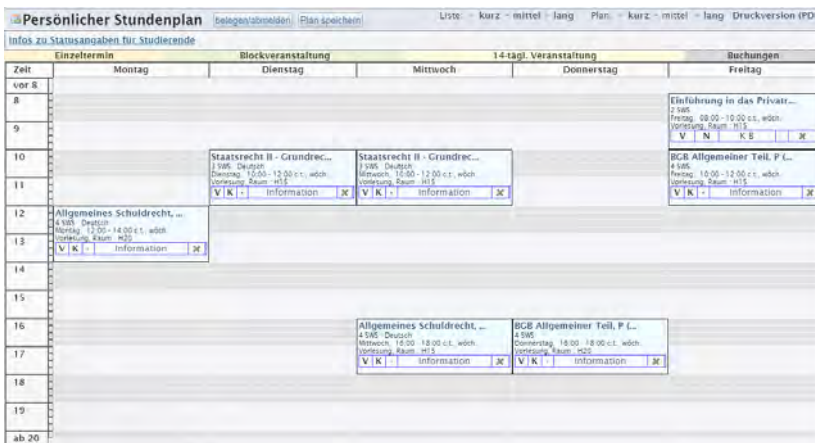 Persönlicher Stundenplan belegen/abmelden Plan speichern Liste: - kurz - mittel - lang Plan: - kurz - mittel - lang Druckversion (PD
Infos zu Statusangaben für Studierende
Einzeltermin Blockveranstaltung 14-tägl. Veranstaltung Buchungen
Zeit Montag Dienstag Mittwoch Donnerstag Freitag
vor 8
8
Einführung in das Privatr...
2 SWS
Freitag 08:00 - 10:00 c.t., wöch.
Vorlesung, Raum : H15
V N K B
9
10
Staatsrecht II - Grundrec...
3 SWS Deutsch
Dienstag, 10:00 - 12:00 c.t., wöch.
Vorlesung, Raum : H15
V K - Information
Staatsrecht II - Grundrec...
3 SWS Deutsch
Mittwoch, 10:00 - 12:00 c.t., wöch.
Vorlesung, Raum : H15
V K - Information
BGB Allgemeiner Teil, P (...
4 SWS
Freitag, 10:00 - 12:00 c.t., wöch.
Vorlesung, Raum : H15
V K - Information
11
12
Allgemeines Schuldrecht, ...
4 SWS Deutsch
Montag, 12:00 - 14:00 c.t., wöch.
Vorlesung, Raum : H20
V K - Information
13
14
15
16
Allgemeines Schuldrecht, ...
4 SWS Deutsch
Mittwoch, 16:00 - 18:00 c.t., wöch.
Vorlesung, Raum : H15
V K - Information
BGB Allgemeiner Teil, P (...
4 SWS
Donnerstag, 16:00 - 18:00 c.t., wöch.
Vorlesung, Raum : H20
V K - Information
17
18
19
ab 20